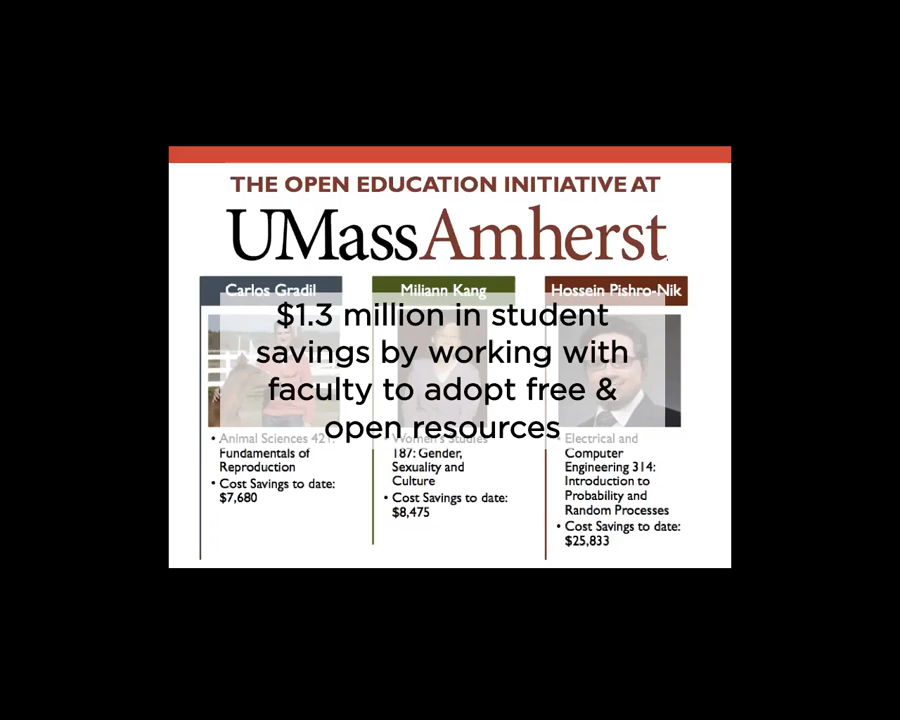 THE OPEN EDUCATION INITIATIVE AT
UMassAmherst
Carlos Gradil
Miliann Kang
Hossein Pishro-Nik
$1.3 million in student
savings by working with
faculty to adopt free &
open resources
• Animal Sciences 421:
Fundamentals of
Reproduction
• Cost Savings to date:
$7,680
• Women's Studies
187: Gender,
Sexuality and
Culture
• Cost Savings to date:
$8,475
• Electrical and
Computer
Engineering 314:
Introduction to
Probability and
Random Processes
• Cost Savings to date:
$25,833